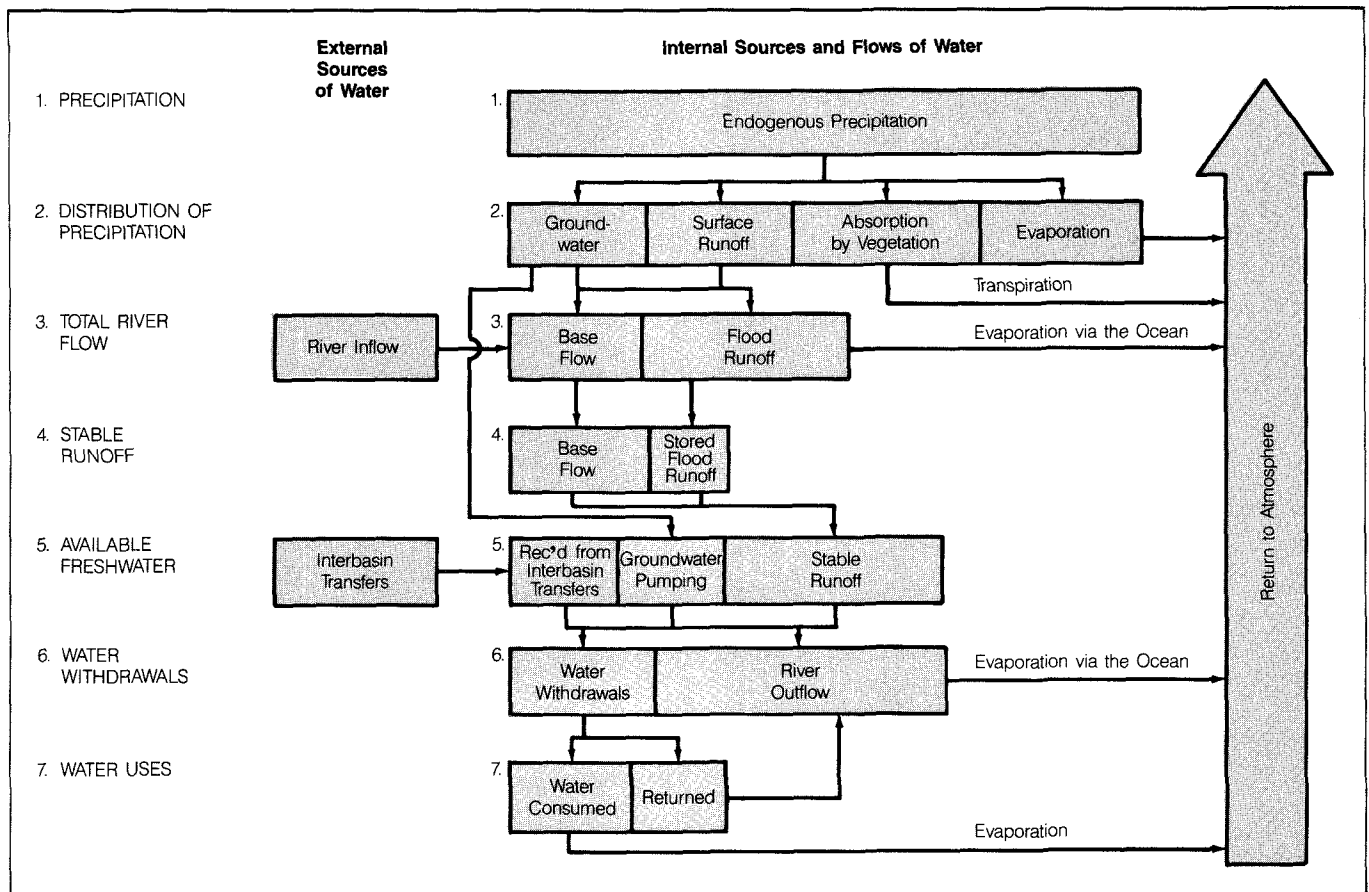 External
Sources
of Water
Internal Sources and Flows of Water
1. PRECIPITATION
1.
Endogenous Precipitation
2. DISTRIBUTION OF
PRECIPITATION
2.
Ground-
water
Surface
Runoff
Absorption
by Vegetation
Evaporation
Transpiration
3. TOTAL RIVER
FLOW
River Inflow
3.
Base
Flow
Flood
Runoff
Evaporation via the Ocean
4. STABLE
RUNOFF
4.
Base
Flow
Stored
Flood
Runoff
5. AVAILABLE
FRESHWATER
Interbasin
Transfers
5.
Rec'd from
Interbasin
Transfers
Groundwater
Pumping
Stable
Runoff
6. WATER
WITHDRAWALS
6.
Water
Withdrawals
River
Outflow
Evaporation via the Ocean
7. WATER USES
7.
Water
Consumed
Returned
Evaporation
Return to Atmosphere